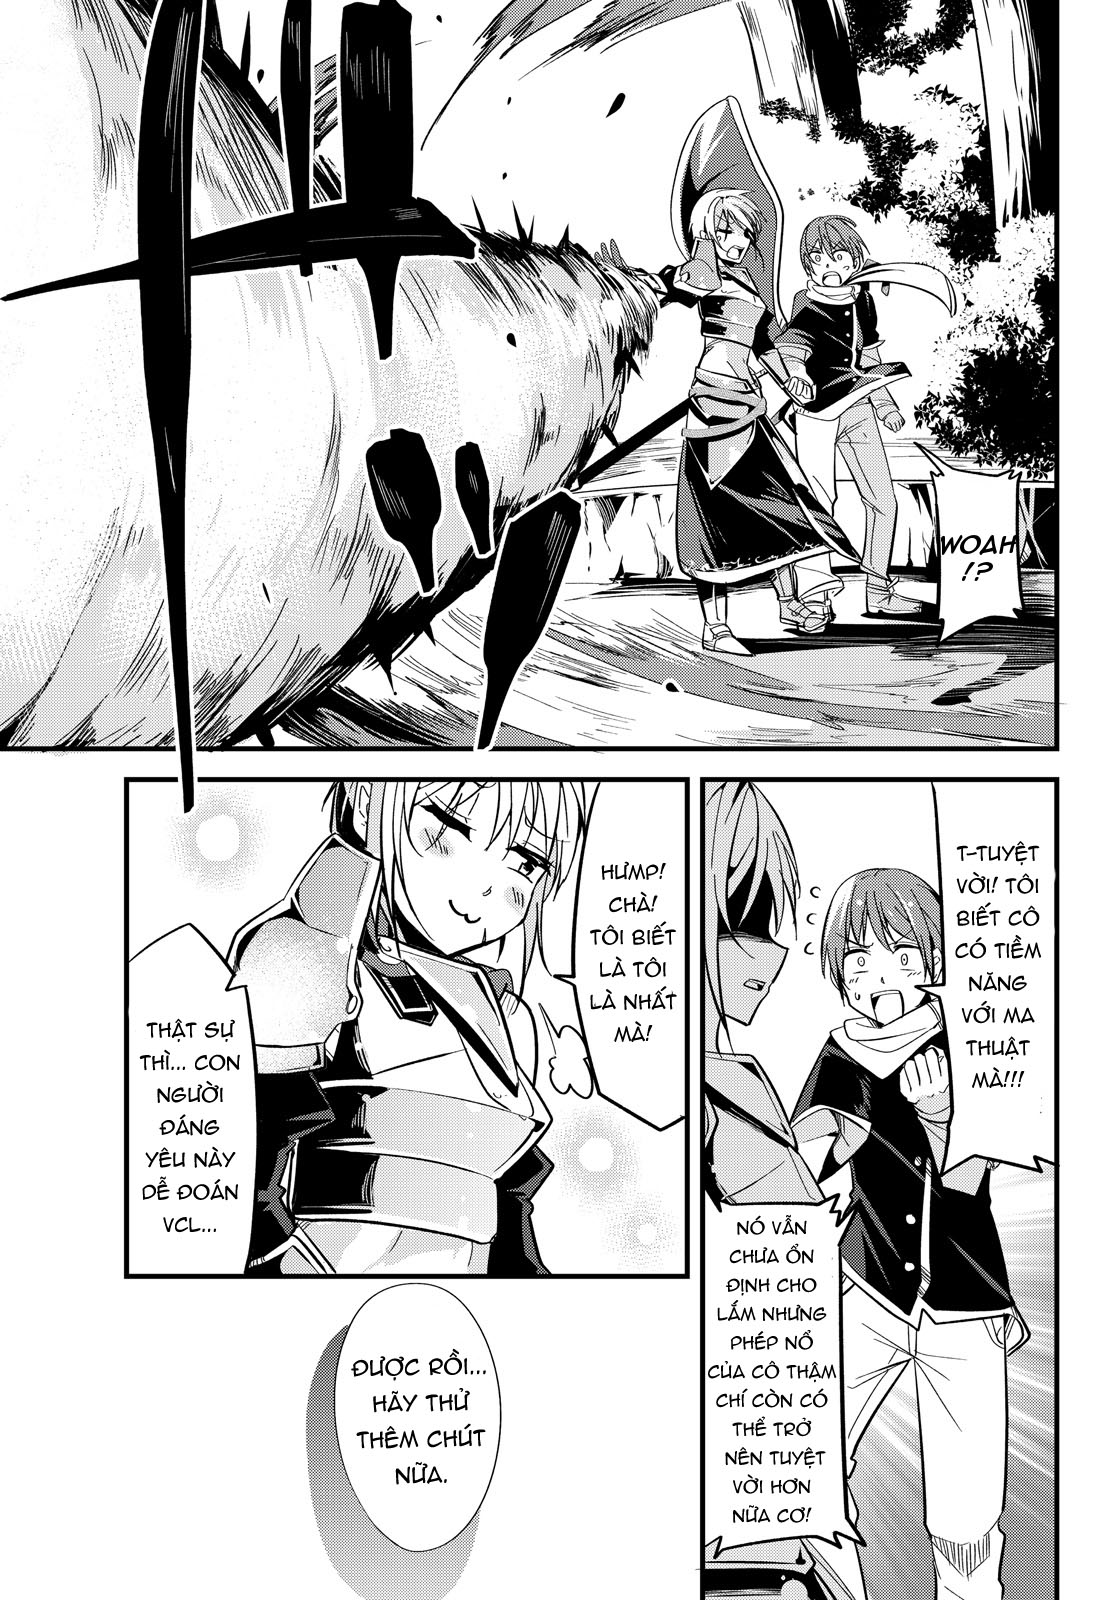 WOAH
!?
T-TUYỆT
VỜI! TÔI
BIẾT CÔ
CÓ TIỀM
NĂNG
VỚI MA
THUẬT
MÀ!!!
NÓ VẪN
CHƯA ỔN
ĐỊNH CHO
LẮM NHƯNG
PHÉP NỔ
CỦA CÔ THẬM
CHÍ CÒN CÓ
THỂ TRỞ
NÊN TUYỆT
VỜI HƠN
NỮA CƠ!
HƯMP!
CHÀ!
TÔI BIẾT
LÀ TÔI
LÀ NHẤT
MÀ!
THẬT SỰ
THÌ... CON
NGƯỜI
ĐÁNG
YÊU NÀY
DỄ ĐOÁN
VCL...
ĐƯỢC RỒI...
HÃY THỬ
THÊM CHÚT
NỮA.